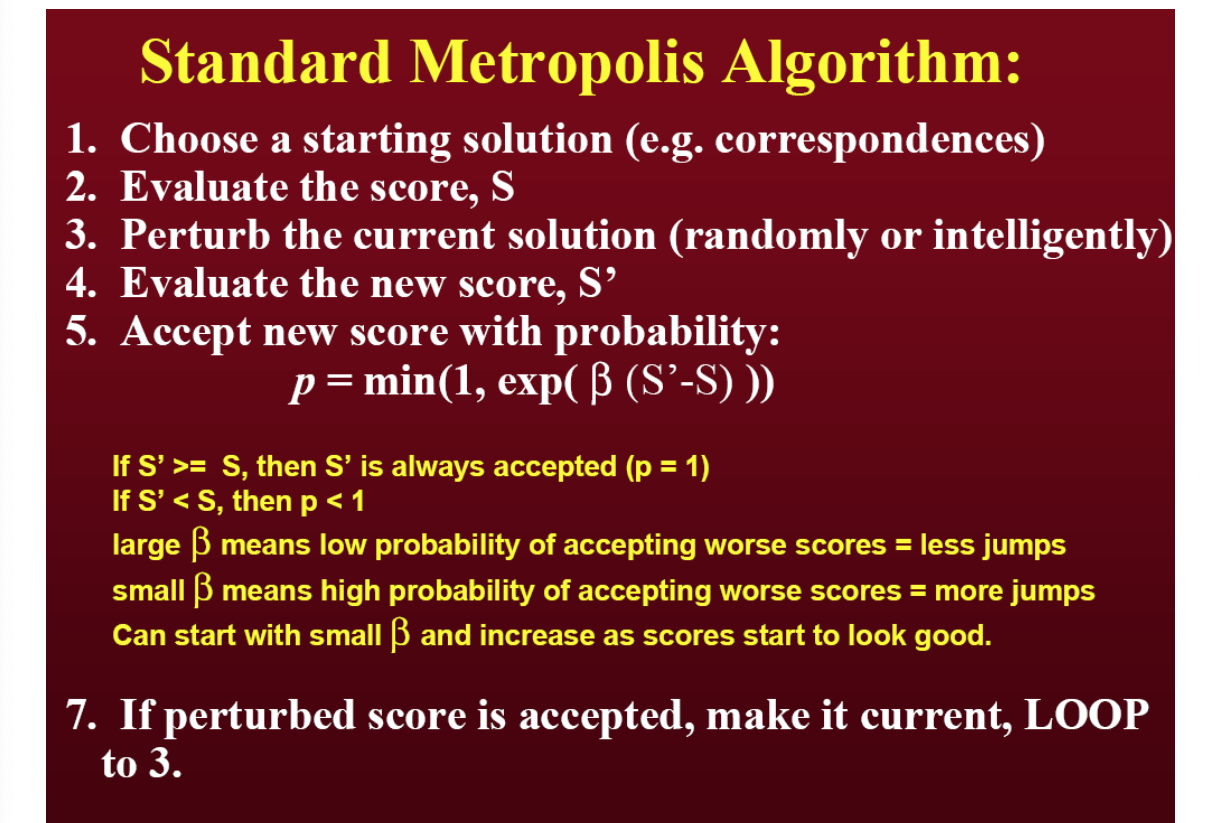 Standard Metropolis Algorithm:
1. Choose a starting solution (e.g. correspondences)
2. Evaluate the score, S
3. Perturb the current solution (randomly or intelligently)
4. Evaluate the new score, S’
5. Accept new score with probability:
p = min(1, exp( β (S’-S) ))
If S’ >= S, then S’ is always accepted (p = 1)
If S’ < S, then p < 1
large β means low probability of accepting worse scores = less jumps
small β means high probability of accepting worse scores = more jumps
Can start with small β and increase as scores start to look good.
7. If perturbed score is accepted, make it current, LOOP
to 3.